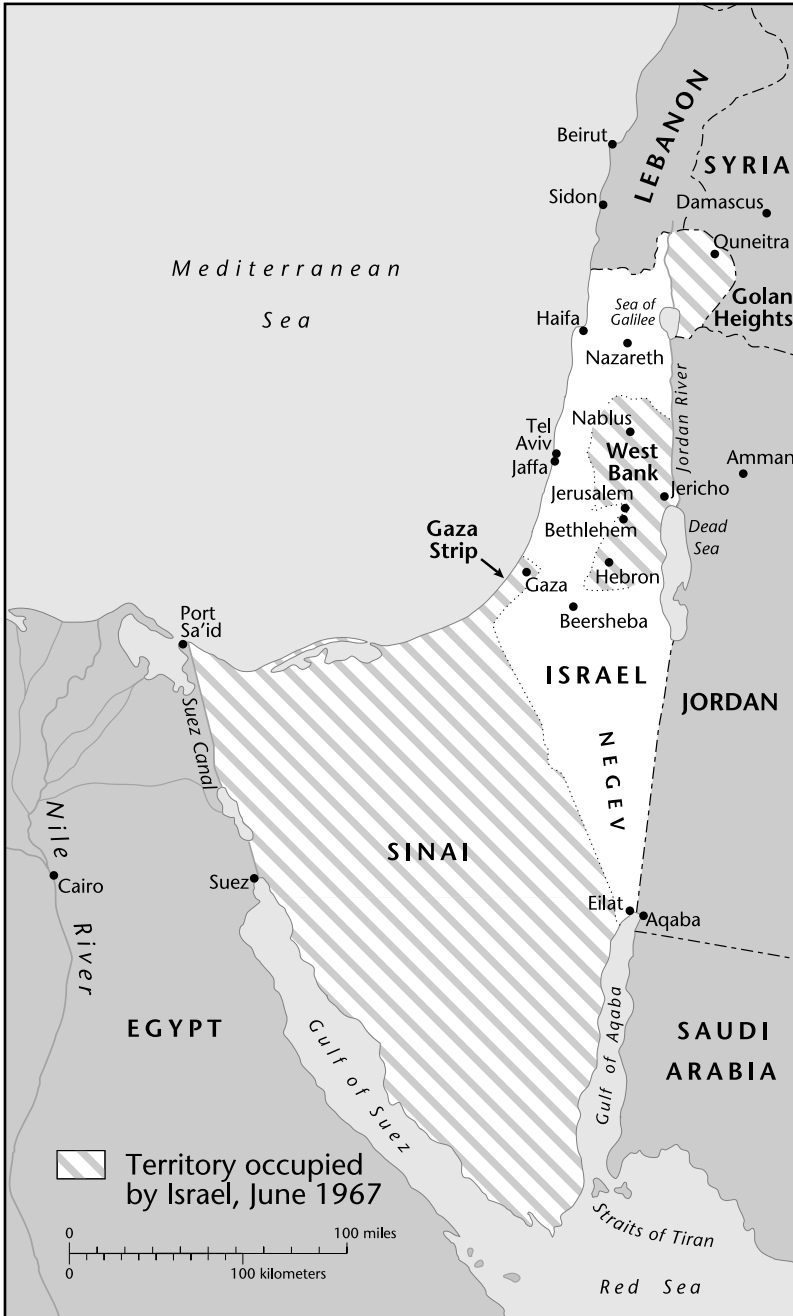 Beirut
LEBANON
SYRIA
Sidon
Damascus
Quneitra
Mediterranean
Sea
Golan
Heights
Sea of
Galilee
Haifa
Nazareth
Jordan River
Nablus
Tel
Aviv
Jaffa
West
Bank
Amman
Jerusalem
Jericho
Bethlehem
Dead
Sea
Gaza
Strip
Gaza
Hebron
Port
Sa’id
Beersheba
ISRAEL
JORDAN
Suez Canal
NEGEV
Nile
River
SINAI
Cairo
Suez
Eilat
Aqaba
EGYPT
Gulf of Suez
Gulf of Aqaba
SAUDI
ARABIA
Territory occupied
by Israel, June 1967
Straits of Tiran
0 100 miles
0 100 kilometers
Red Sea